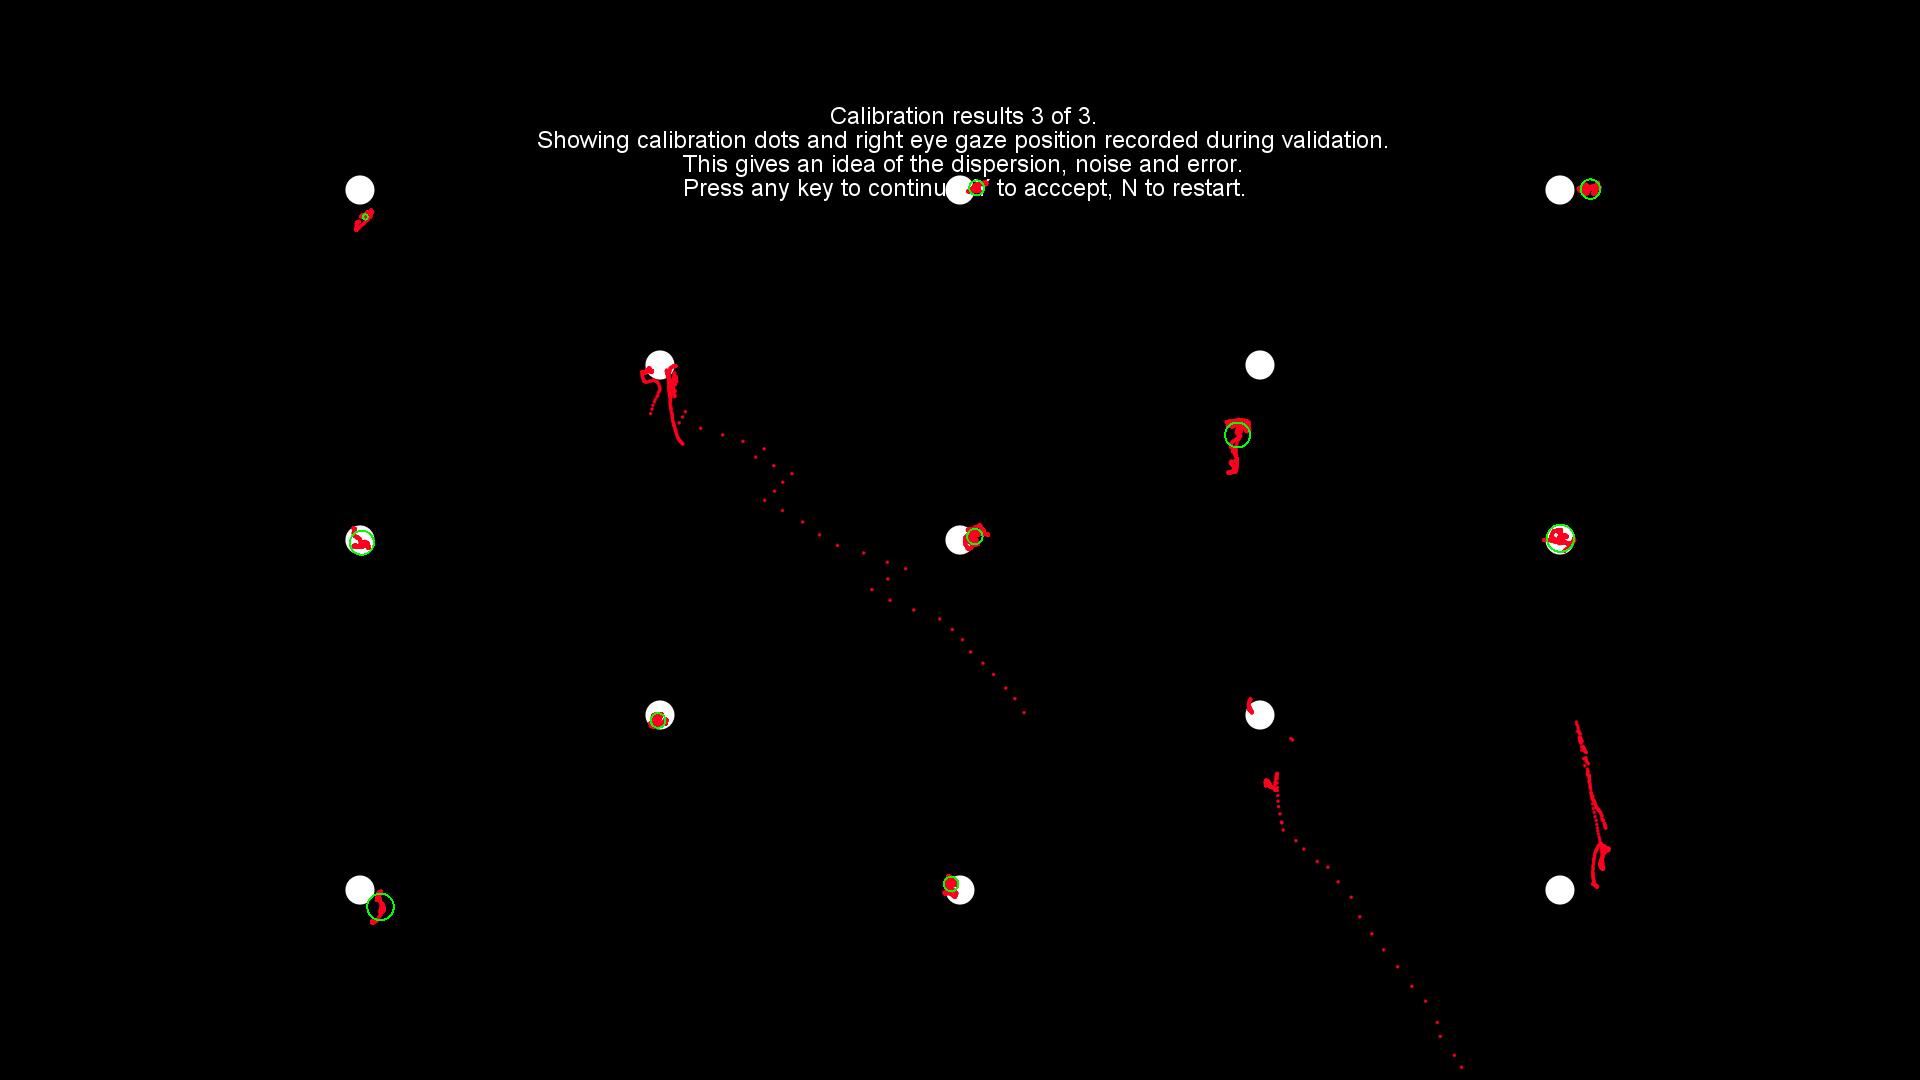 Calibration results 3 of 3.
Showing calibration dots and right eye gaze position recorded during validation.
This gives an idea of the dispersion, noise and error.
Press any key to continu to acccept, N to restart.